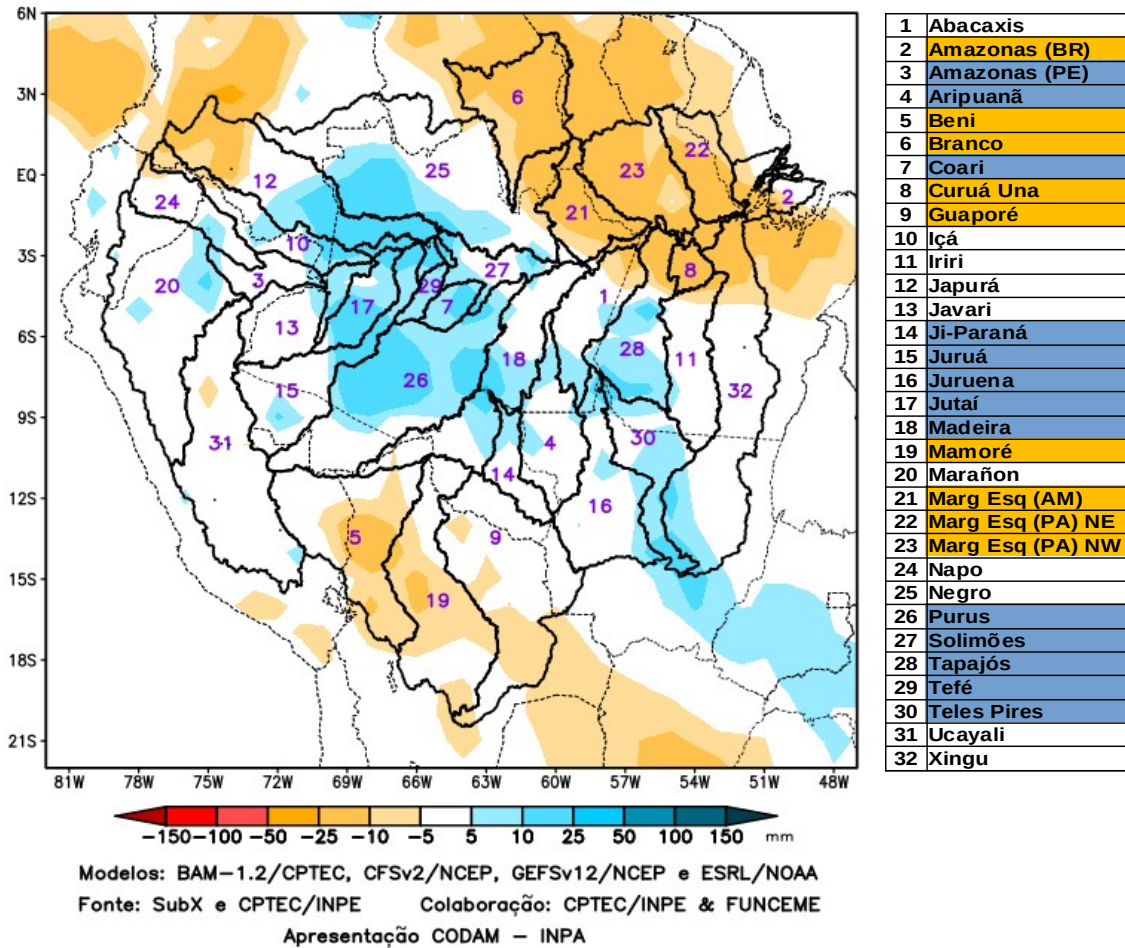 6N
3N
EQ
3S
6S
9S
12S
15S
18S
21S
81W 78W 75W 72W 69W 66W 63W 60W 57W 54W 51W 48W
6
22
23
25
12
24
2
21
10
27
8
3
20
29
17
7
1
13
28
11
18
26
15
32
30
31
4
14
16
5
9
19
1 Abacaxis
2 Amazonas (BR)
3 Amazonas (PE)
4 Aripuanã
5 Beni
6 Branco
7 Coari
8 Curuá Una
9 Guaporé
10 Içá
11 Iriri
12 Japurá
13 Javari
14 Ji-Paraná
15 Juruá
16 Juruena
17 Jutaí
18 Madeira
19 Mamoré
20 Marañon
21 Marg Esq (AM)
22 Marg Esq (PA) NE
23 Marg Esq (PA) NW
24 Napo
25 Negro
26 Purus
27 Solimões
28 Tapajós
29 Tefé
30 Teles Pires
31 Ucayali
32 Xingu
-150 -100 -50 -25 -10 -5 5 10 25 50 100 150 mm
Modelos: BAM-1.2/CPTEC, CFSv2/NCEP, GEFSv12/NCEP e ESRL/NOAA
Fonte: SubX e CPTEC/INPE Colaboração: CPTEC/INPE & FUNCEME
Apresentação CODAM - INPA